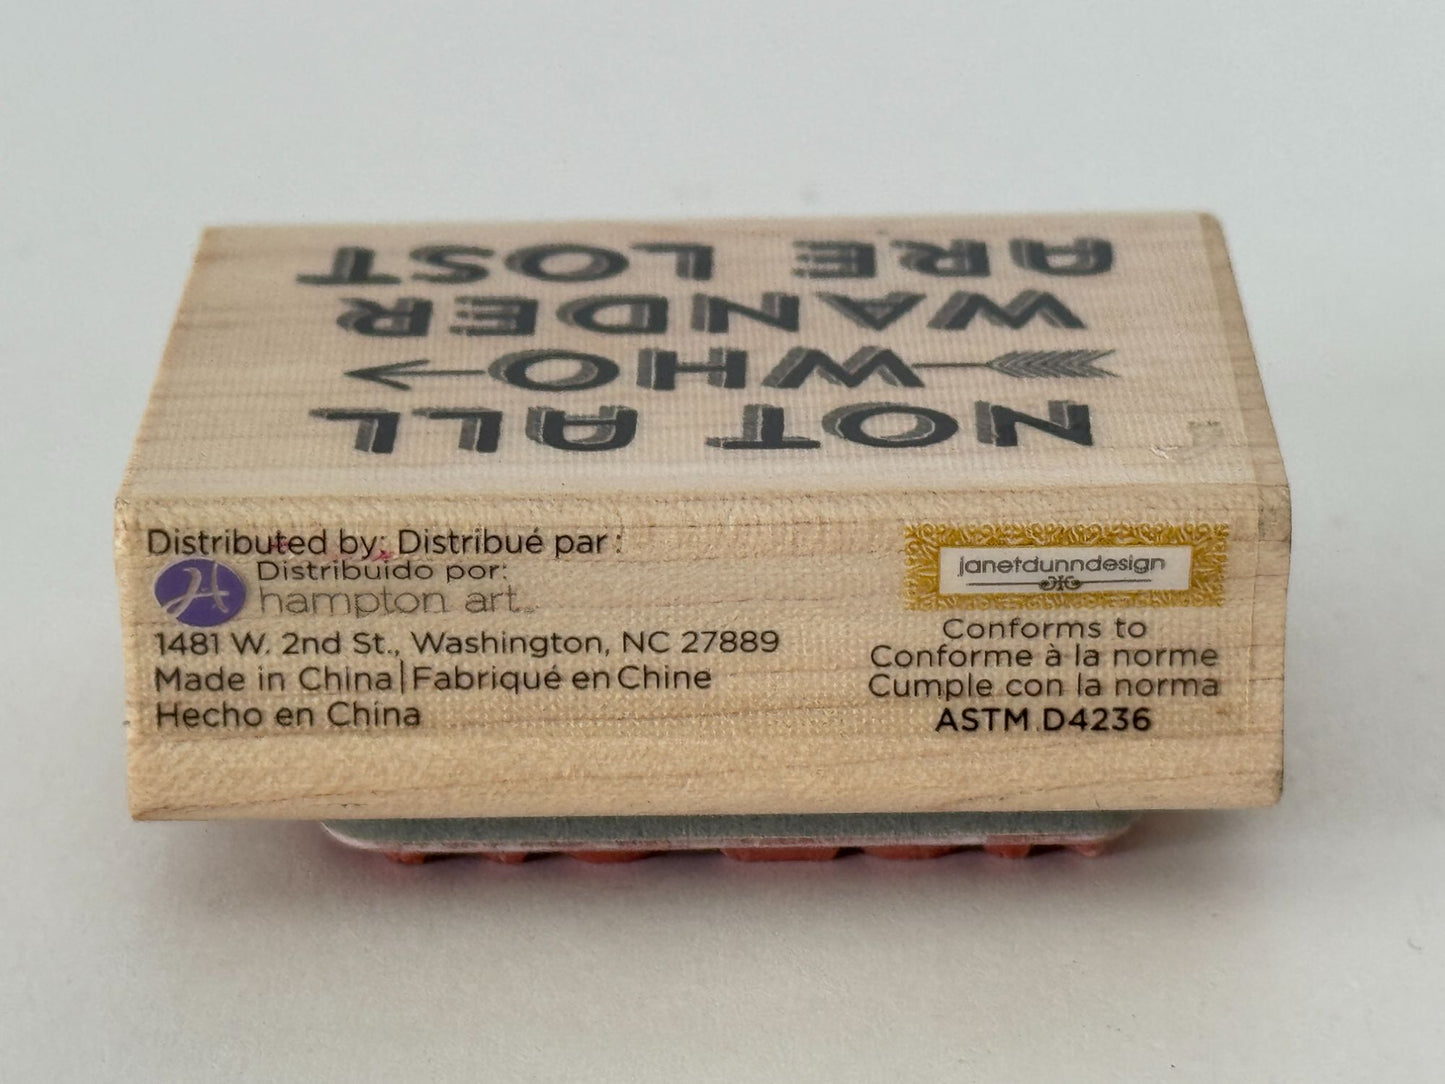 NOT ALL
WHO
WANDER
ARE LOST
Distributed by: Distribué par :
Distribuido por:
hampton art
1481 W. 2nd St., Washington, NC 27889
Made in China|Fabriqué en Chine
Hecho en China
janetdunndesign
Conforms to
Conforme à la norme
Cumple con la norma
ASTM D4236